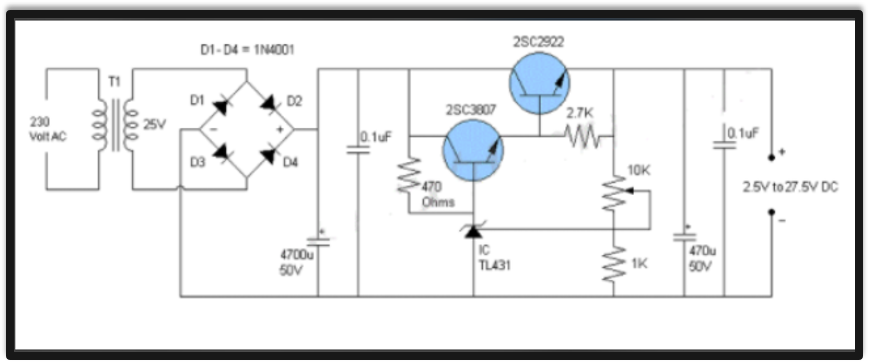 D1-D4 = 1N4001
2SC2922
T1
D1
D2
2SC3807
2.7K
230
Volt AC
25V
-
+
0.1uF
0.1uF
+
D3
D4
470
Ohms
10K
2.5V to 27.5V DC
-
+
4700u
50V
IC
TL431
1K
+
470u
50V